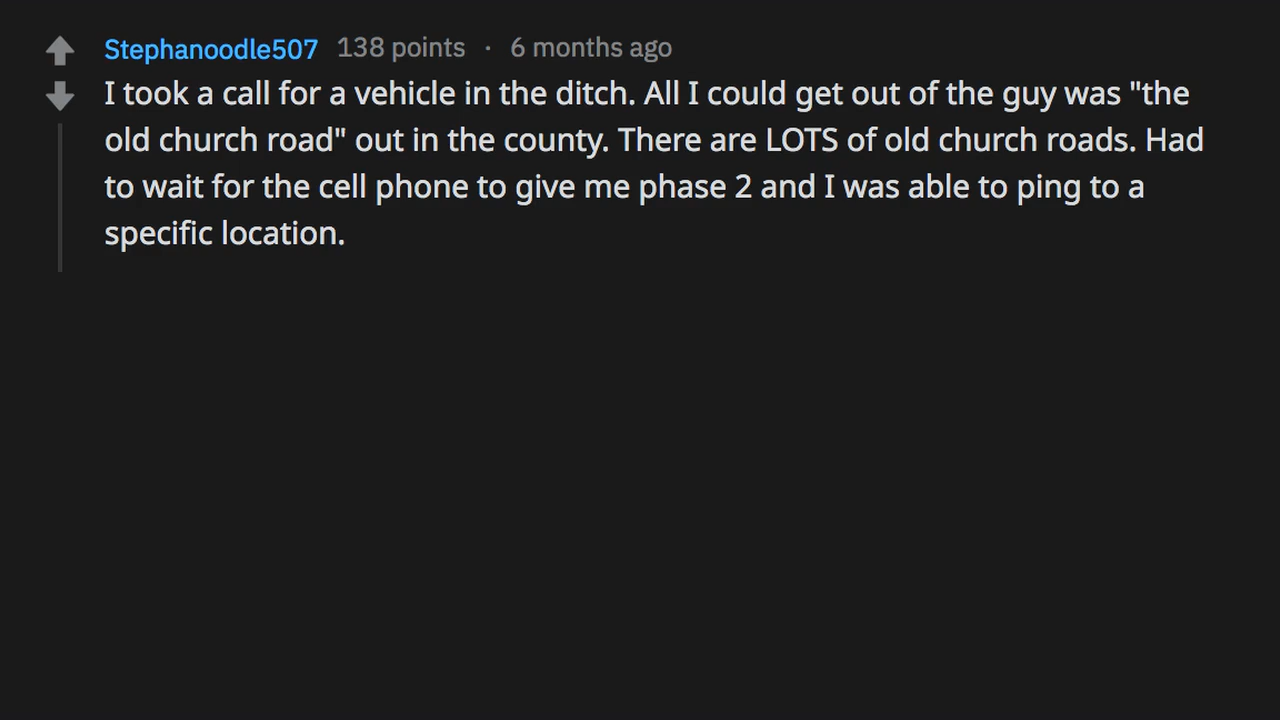 Stephanoodle507 138 points · 6 months ago
I took a call for a vehicle in the ditch. All I could get out of the guy was "the
old church road" out in the county. There are LOTS of old church roads. Had
to wait for the cell phone to give me phase 2 and I was able to ping to a
specific location.